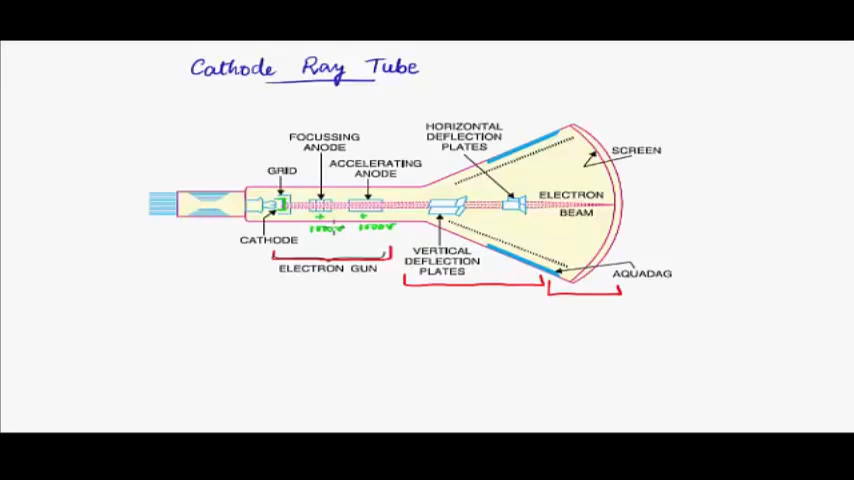 Cathode Ray Tube
HORIZONTAL
DEFLECTION
PLATES
FOCUSSING
ANODE
SCREEN
ACCELERATING
ANODE
GRID
ELECTRON
BEAM
CATHODE
VERTICAL
DEFLECTION
PLATES
ELECTRON GUN
AQUADAG